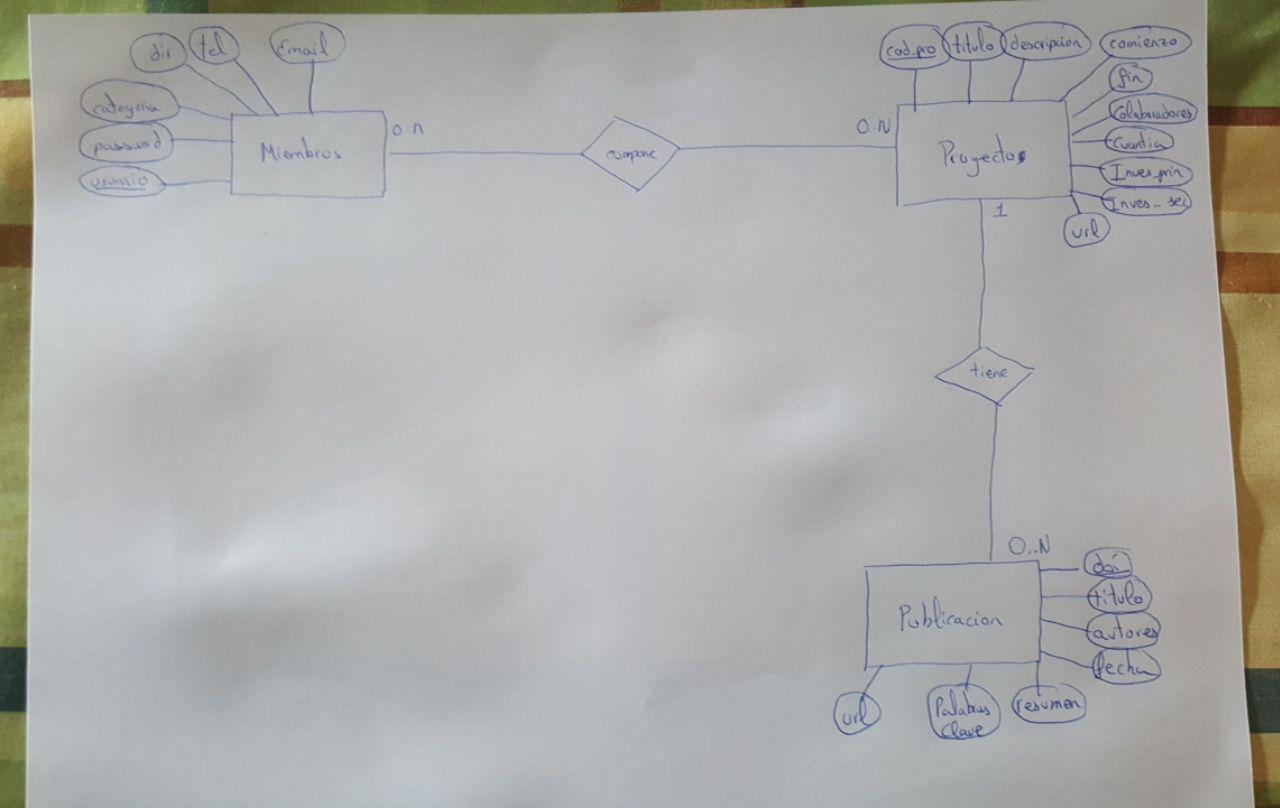 dir
tel
Email
categoria
password
usuario
Miembros
0..n
compone
0..N
cod_pro
titulo
descripcion
comienzo
fin
Colaboradores
Cuantia
Inves_prin
Inves_sec
url
Proyectos
1
tiene
0..N
Publicacion
doi
titulo
autores
fecha
resumen
Palabras
clave
url